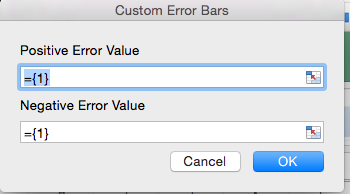 Custom Error Bars
Positive Error Value
={1}
Negative Error Value
={1}
Cancel OK